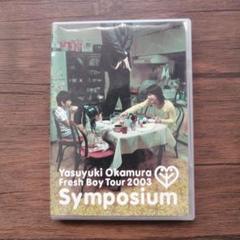 Yasuyuki Okamura
Fresh Boy Tour 2003
Symposium